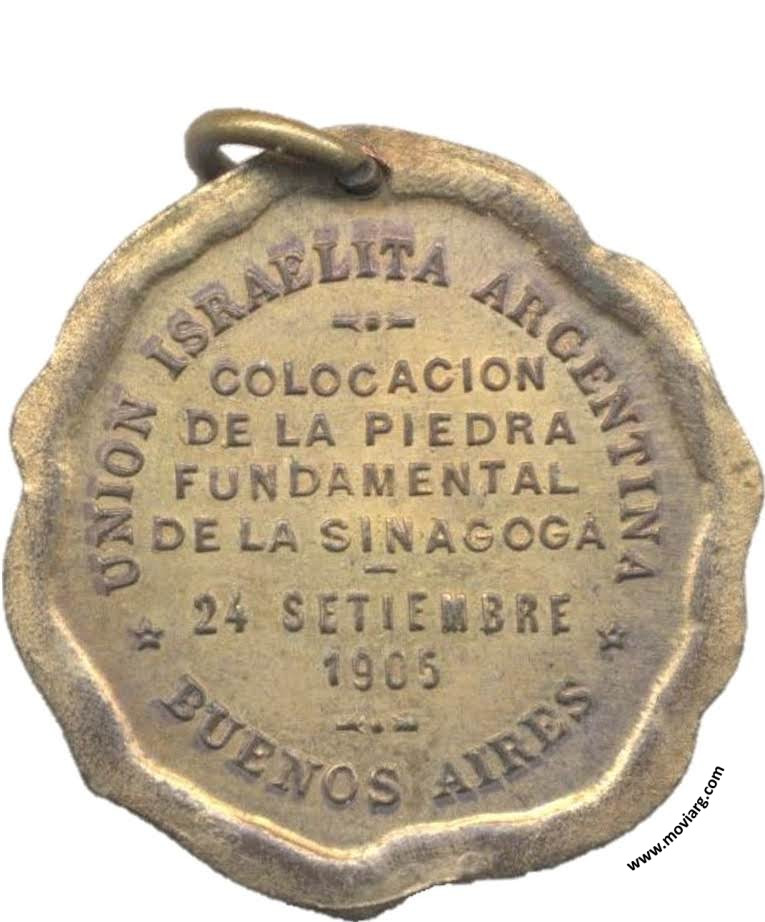 UNION ISRAELITA ARGENTINA
COLOCACION
DE LA PIEDRA
FUNDAMENTAL
DE LA SINAGOGA
24 SETIEMBRE
1905
BUENOS AIRES
www.moviarg.com